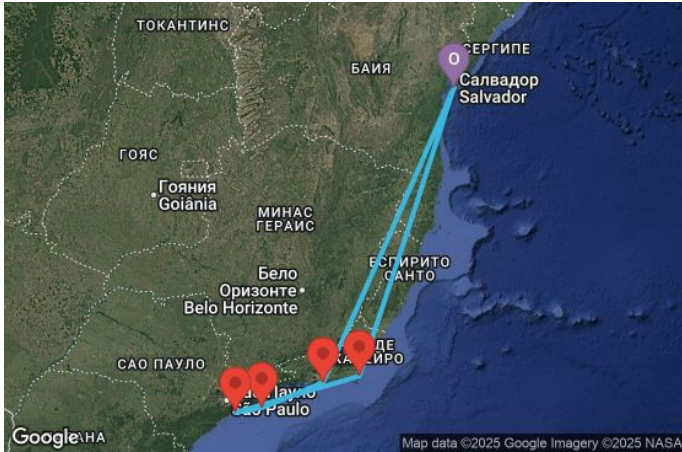 ТОКАНТИНС
СЕРГИПЕ
БАИЯ
O
Салвадор
Salvador
ГОЯС
Гояния
Goiânia
МИНАС
ГЕРАИС
ЕСПИРИТО
САНТО
Бело
Оризонте
Belo Horizonte
ДЕ
САО ПАУЛО
São Paulo
Google
Map data ©2025 Google Imagery ©2025 NASA